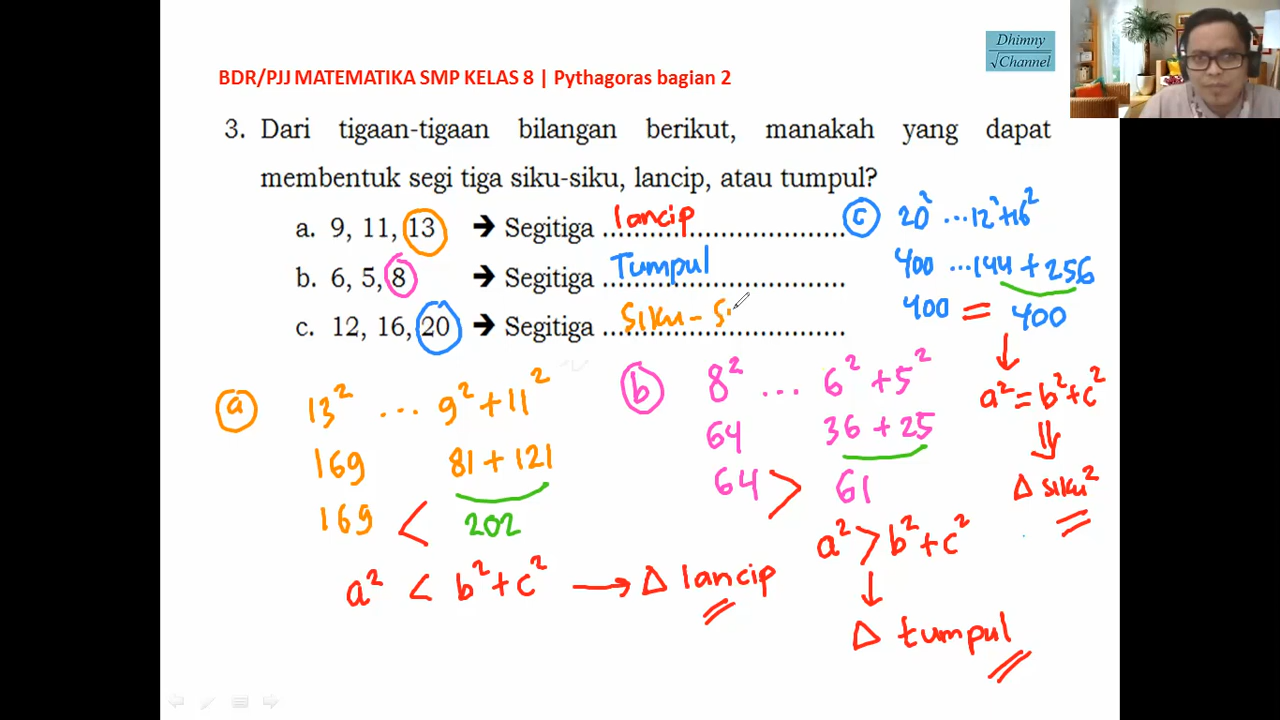 Dhimny
√Channel
BDR/PJJ MATEMATIKA SMP KELAS 8 | Pythagoras bagian 2
3. Dari tigaan-tigaan bilangan berikut, manakah yang dapat
membentuk segi tiga siku-siku, lancip, atau tumpul?
a. 9, 11, 13 → Segitiga lancip
b. 6, 5, 8 → Segitiga Tumpul
c. 12, 16, 20 → Segitiga Siku-S
c 20² ...12²+16²
400 ...144 + 256
400 = 400
↓
a²=b²+c²
⇓
Δ siku²
a 13² ... 9²+11²
169 81 + 121
169 < 202
a² < b²+c² → Δ lancip
b 8² ... 6²+5²
64 36 + 25
64 > 61
a² > b²+c²
↓
Δ tumpul